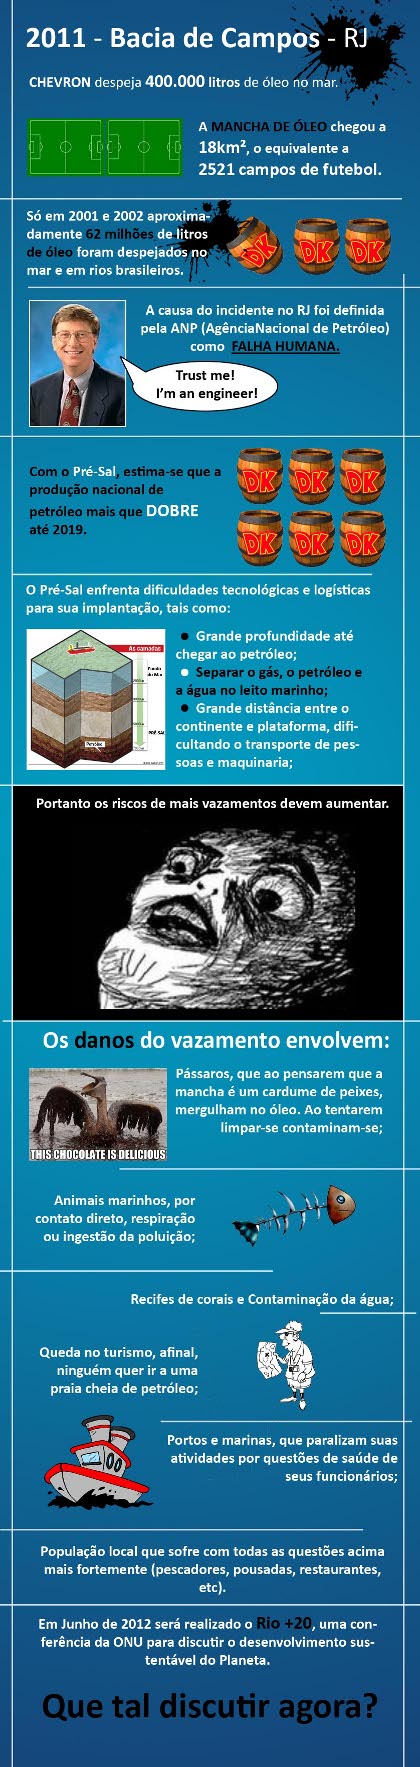 2011 - Bacia de Campos - RJ
CHEVRON despeja 400.000 litros de óleo no mar.
A MANCHA DE ÓLEO chegou a
18km², o equivalente a
2521 campos de futebol.
Só em 2001 e 2002 aproxima-
damente 62 milhões de litros
de óleo foram despejados no
mar e em rios brasileiros.
DK
DK
DK
A causa do incidente no RJ foi definida
pela ANP (AgênciaNacional de Petróleo)
como FALHA HUMANA.
Trust me!
I'm an engineer!
Com o Pré-Sal, estima-se que a
produção nacional de
petróleo mais que DOBRE
até 2019.
DK
DK
DK
DK
DK
DK
O Pré-Sal enfrenta dificuldades tecnológicas e logísticas
para sua implantação, tais como:
As camadas
Fundo
do Mar
PRÉ SAL
Petróleo
● Grande profundidade até
chegar ao petróleo;
● Separar o gás, o petróleo e
a água no leito marinho;
● Grande distância entre o
continente e plataforma, difi-
cultando o transporte de pes-
soas e maquinaria;
Portanto os riscos de mais vazamentos devem aumentar.
Os danos do vazamento envolvem:
Pássaros, que ao pensarem que a
mancha é um cardume de peixes,
mergulham no óleo. Ao tentarem
limpar-se contaminam-se;
THIS CHOCOLATE IS DELICIOUS
Animais marinhos, por
contato direto, respiração
ou ingestão da poluição;
Recifes de corais e Contaminação da água;
Queda no turismo, afinal,
ninguém quer ir a uma
praia cheia de petróleo;
Portos e marinas, que paralizam suas
atividades por questões de saúde de
seus funcionários;
População local que sofre com todas as questões acima
mais fortemente (pescadores, pousadas, restaurantes,
etc).
Em Junho de 2012 será realizado o Rio +20, uma con-
ferência da ONU para discutir o desenvolvimento sus-
tentável do Planeta.
Que tal discutir agora?